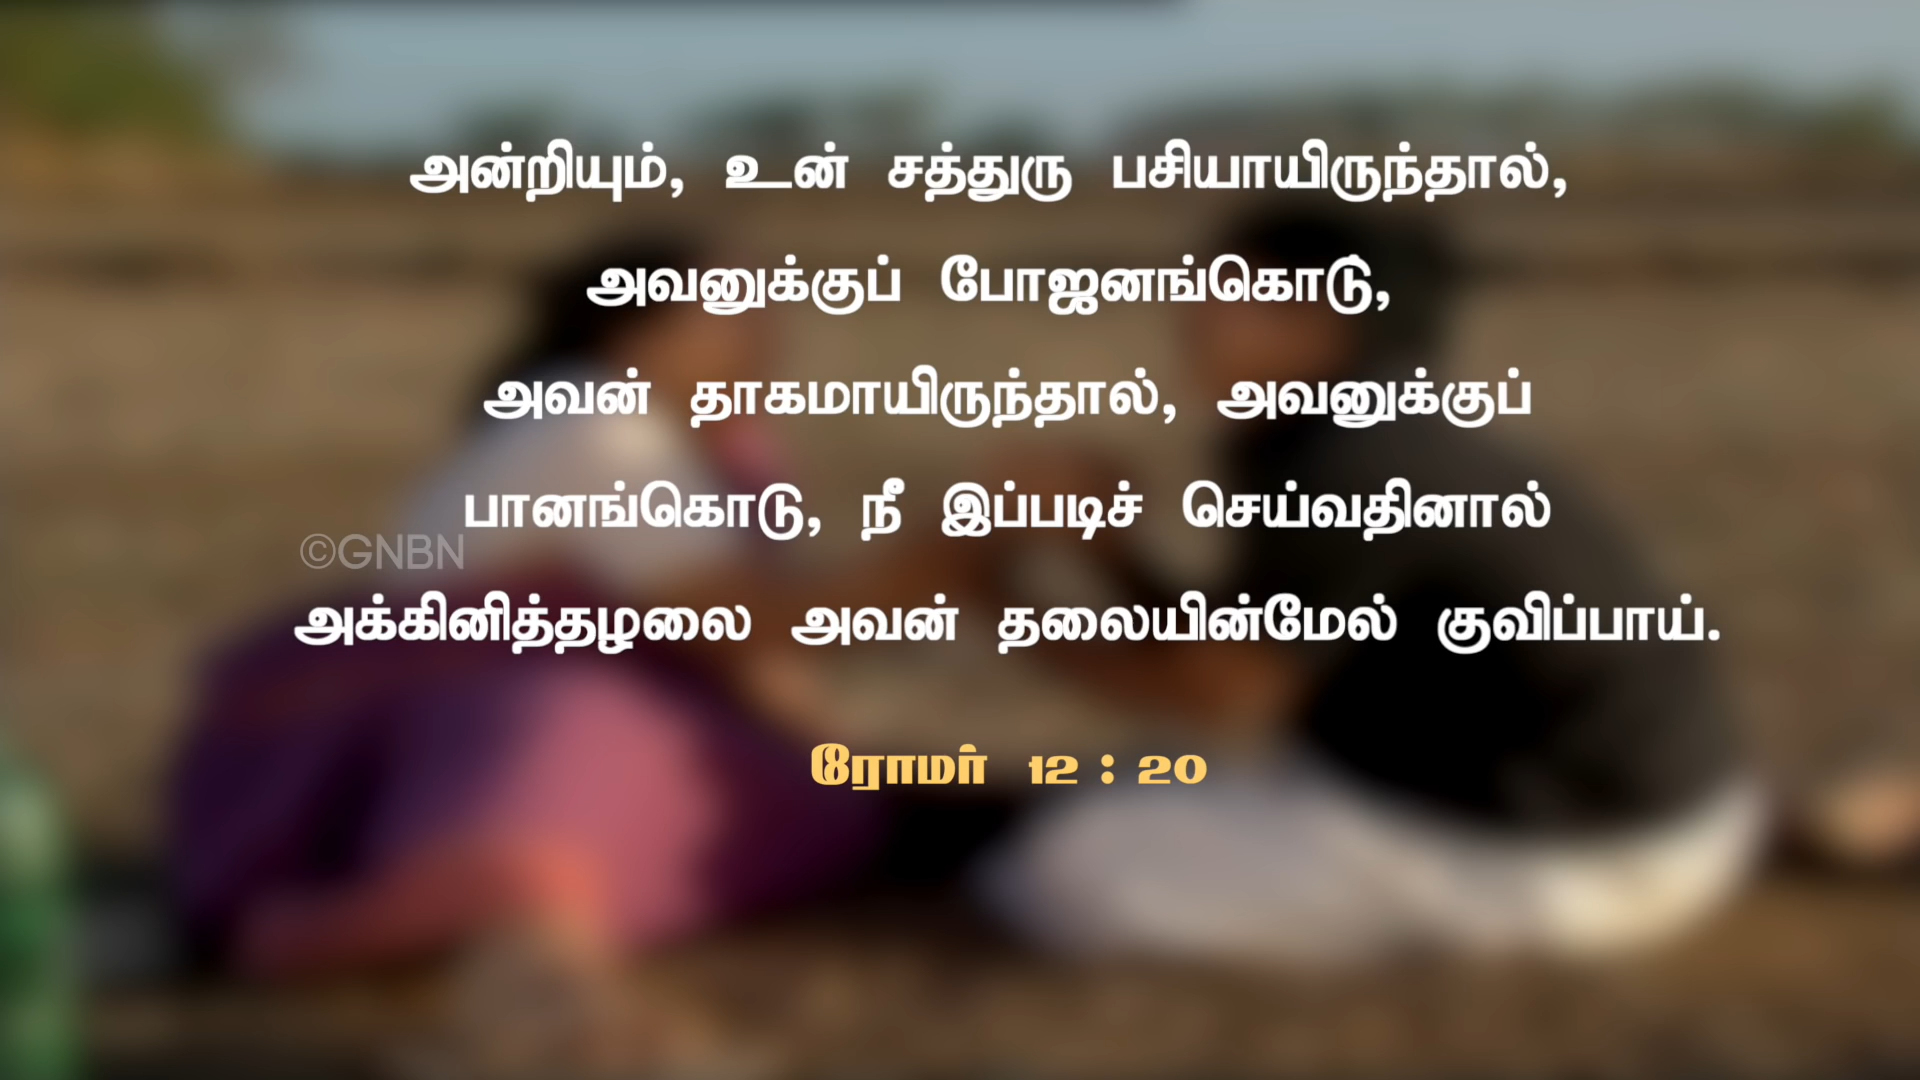 அன்றியும், உன் சத்துரு பசியாயிருந்தால்,
அவனுக்குப் போஜனங்கொடு,
அவன் தாகமாயிருந்தால், அவனுக்குப்
பானங்கொடு, நீ இப்படிச் செய்வதினால்
©GNBN
அக்கினித்தழலை அவன் தலையின்மேல் குவிப்பாய்.
ரோமர் 12 : 20